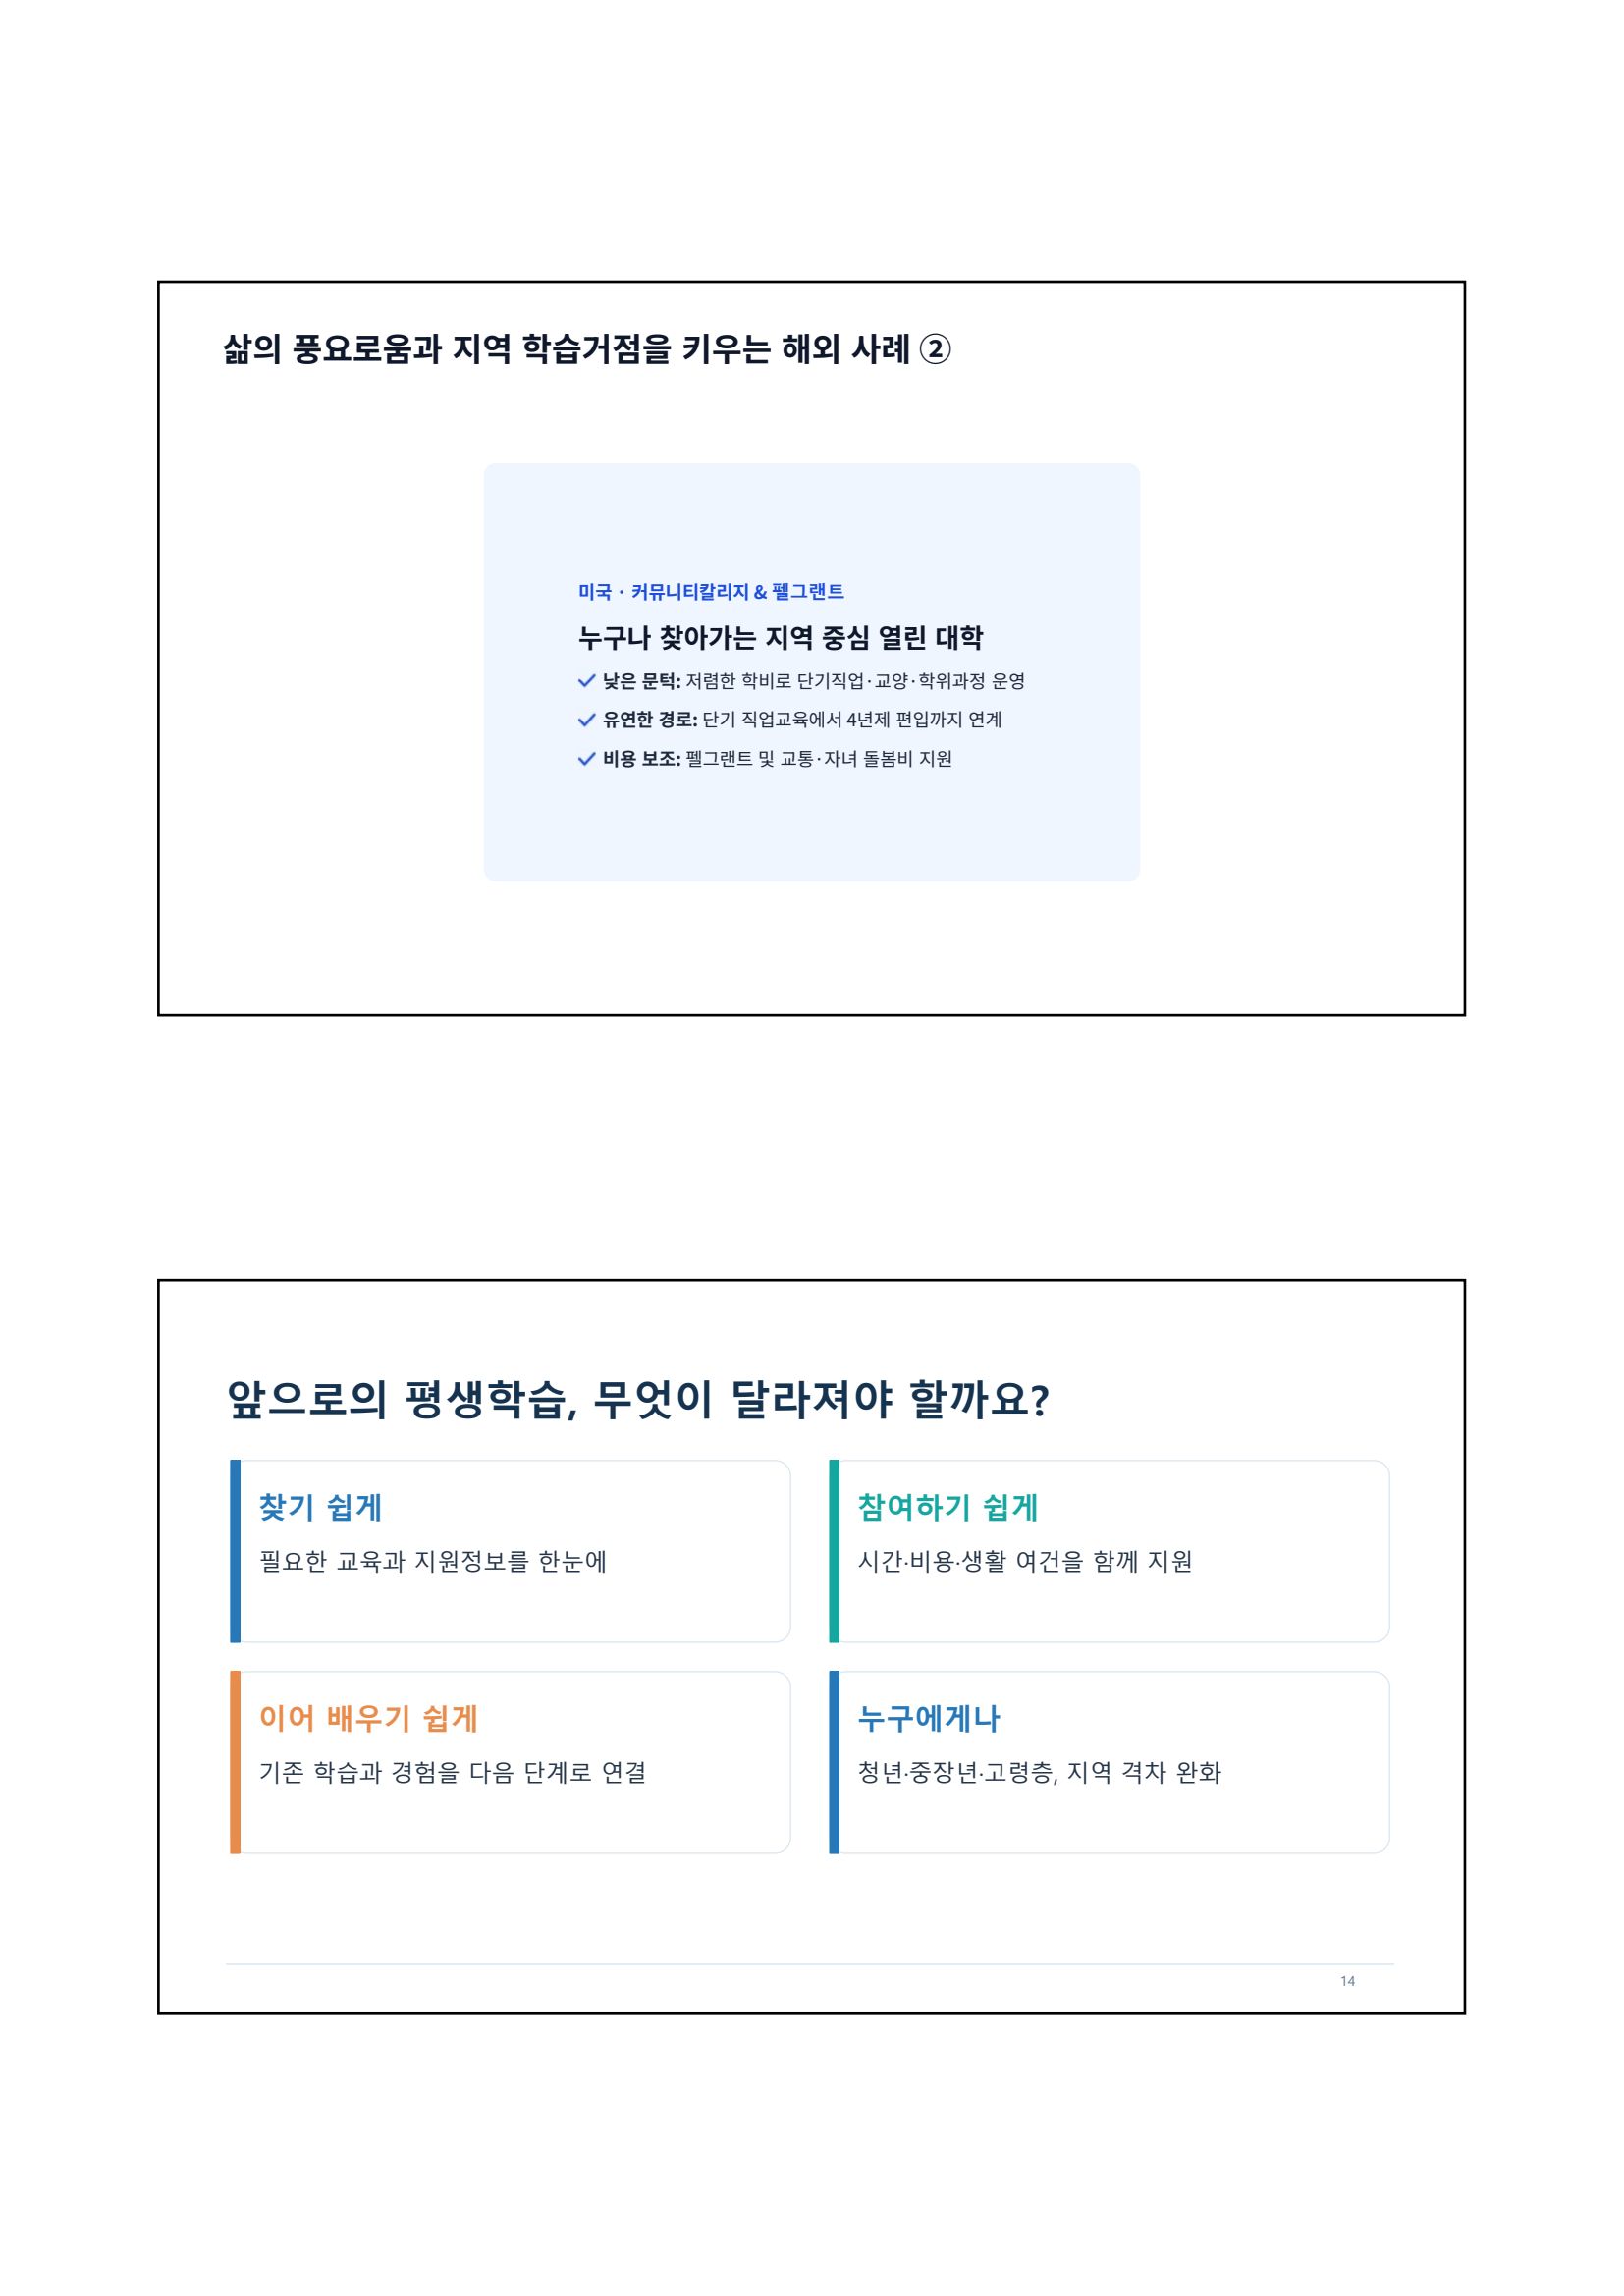 삶의 풍요로움과 지역 학습거점을 키우는 해외 사례 ②
미국 · 커뮤니티칼리지 & 펠그랜트
누구나 찾아가는 지역 중심 열린 대학
낮은 문턱: 저렴한 학비로 단기직업·교양·학위과정 운영
유연한 경로: 단기 직업교육에서 4년제 편입까지 연계
비용 보조: 펠그랜트 및 교통·자녀 돌봄비 지원
앞으로의 평생학습, 무엇이 달라져야 할까요?
찾기 쉽게
필요한 교육과 지원정보를 한눈에
참여하기 쉽게
시간·비용·생활 여건을 함께 지원
이어 배우기 쉽게
기존 학습과 경험을 다음 단계로 연결
누구에게나
청년·중장년·고령층, 지역 격차 완화
14